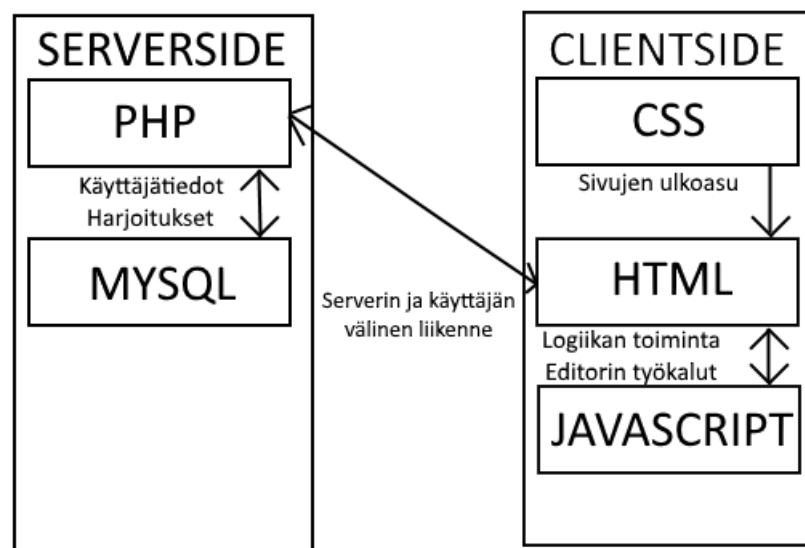 SERVERSIDE
PHP
Käyttäjätiedot
Harjoitukset
MYSQL
Serverin ja käyttäjän
välinen liikenne
CLIENTSIDE
CSS
Sivujen ulkoasu
HTML
Logiikan toiminta
Editorin työkalut
JAVASCRIPT